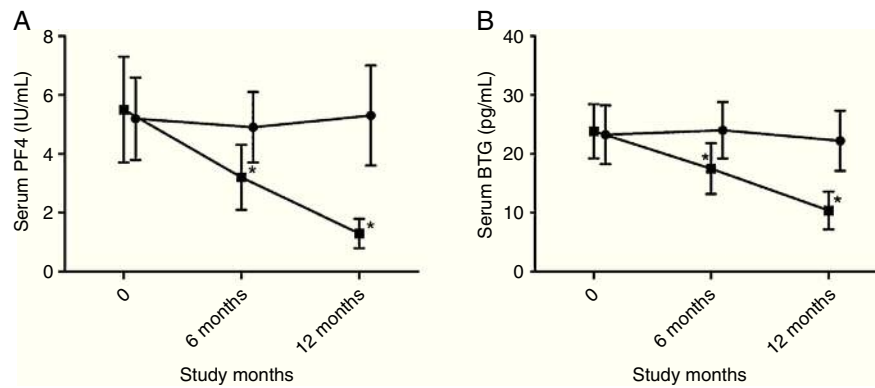 A
Serum PF4 (IU/mL)
8
6
4
2
0
0
6 months
12 months
*
*
Study months
B
Serum BTG (pg/mL)
40
30
20
10
0
0
6 months
12 months
*
*
Study months